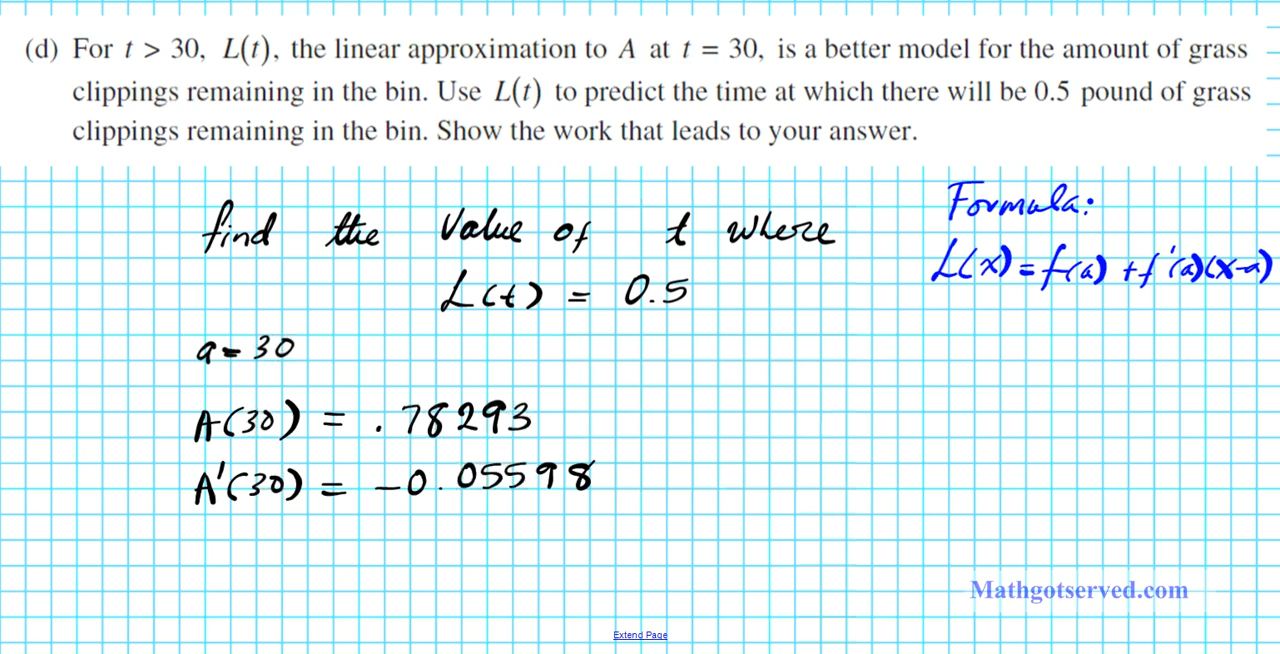 (d) For t > 30, L(t), the linear approximation to A at t = 30, is a better model for the amount of grass
clippings remaining in the bin. Use L(t) to predict the time at which there will be 0.5 pound of grass
clippings remaining in the bin. Show the work that leads to your answer.
Formula:
L(x) = f(a) + f'(a)(x-a)
find the value of t where
L(t) = 0.5
a = 30
A(30) = .78293
A'(30) = -0.05598
Mathgotserved.com
Extend Page